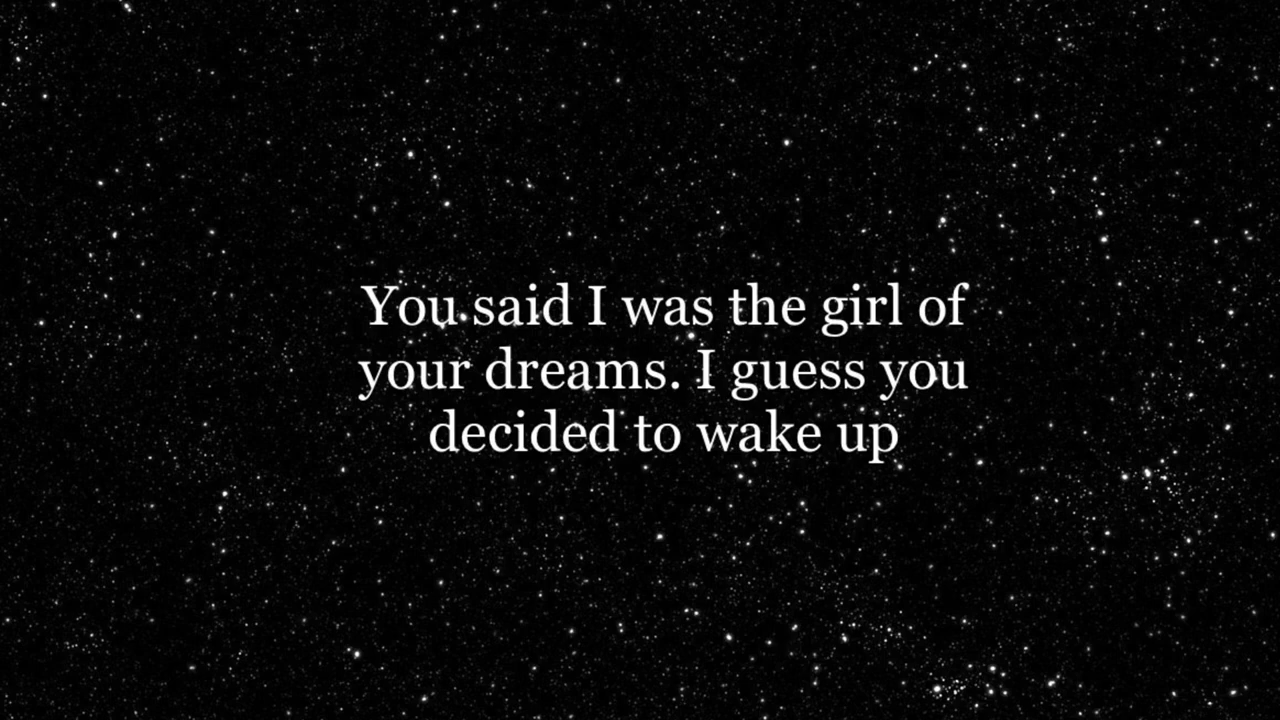 You said I was the girl of
your dreams. I guess you
decided to wake up